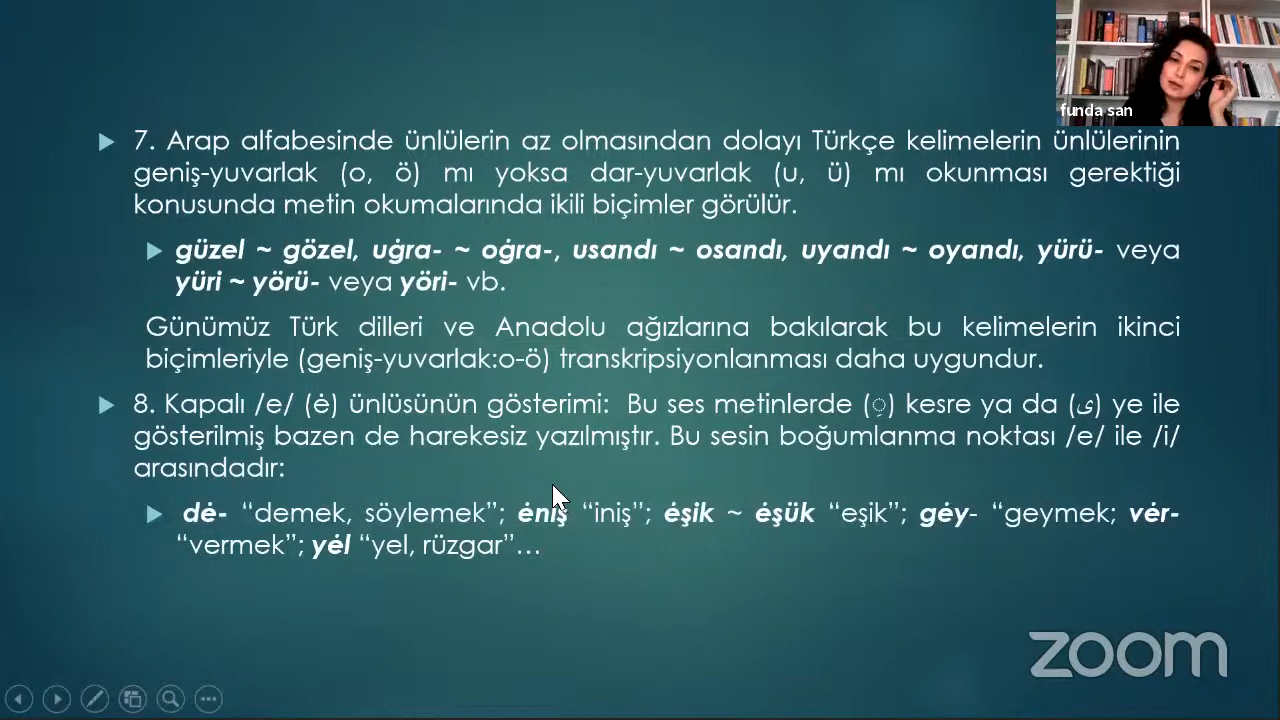 funda san
7. Arap alfabesinde ünlülerin az olmasından dolayı Türkçe kelimelerin ünlülerinin
geniş-yuvarlak (o, ö) mı yoksa dar-yuvarlak (u, ü) mı okunması gerektiği
konusunda metin okumalarında ikili biçimler görülür.
güzel ~ gözel, uġra- ~ oġra-, usandı ~ osandı, uyandı ~ oyandı, yürü- veya
yüri ~ yörü- veya yöri- vb.
Günümüz Türk dilleri ve Anadolu ağızlarına bakılarak bu kelimelerin ikinci
biçimleriyle (geniş-yuvarlak:o-ö) transkripsiyonlanması daha uygundur.
8. Kapalı /e/ (ė) ünlüsünün gösterimi: Bu ses metinlerde (ِ) kesre ya da (ى) ye ile
gösterilmiş bazen de harekesiz yazılmıştır. Bu sesin boğumlanma noktası /e/ ile /i/
arasındadır:
dė- “demek, söylemek”; ėniş “iniş”; ėşik ~ ėşük “eşik”; gėy- “geymek; vėr-
“vermek”; yėl “yel, rüzgar”…
zoom